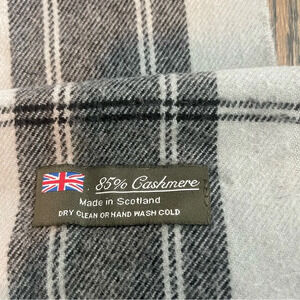 85% Cashmere
Made in Scotland
DRY CLEAN OR HAND WASH COLD